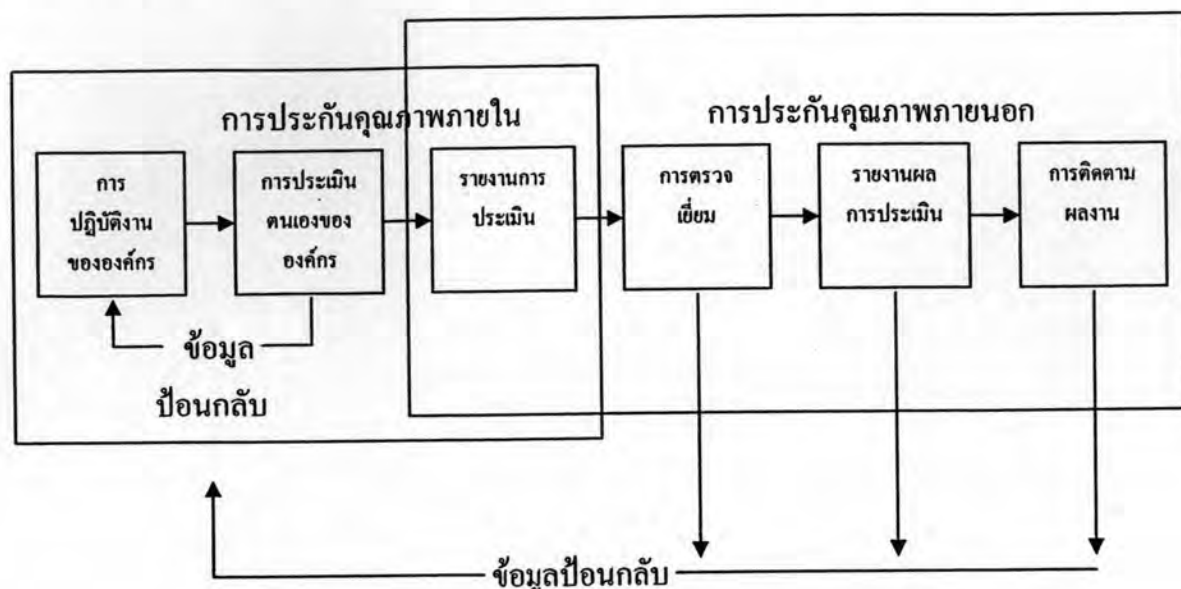 การประกันคุณภาพภายใน
การประกันคุณภาพภายนอก
การ
ปฏิบัติงาน
ขององค์กร
การประเมิน
ตนเองของ
องค์กร
รายงานการ
ประเมิน
การตรวจ
เยี่ยม
รายงานผล
การประเมิน
การติดตาม
ผลงาน
ข้อมูล
ป้อนกลับ
ข้อมูลป้อนกลับ